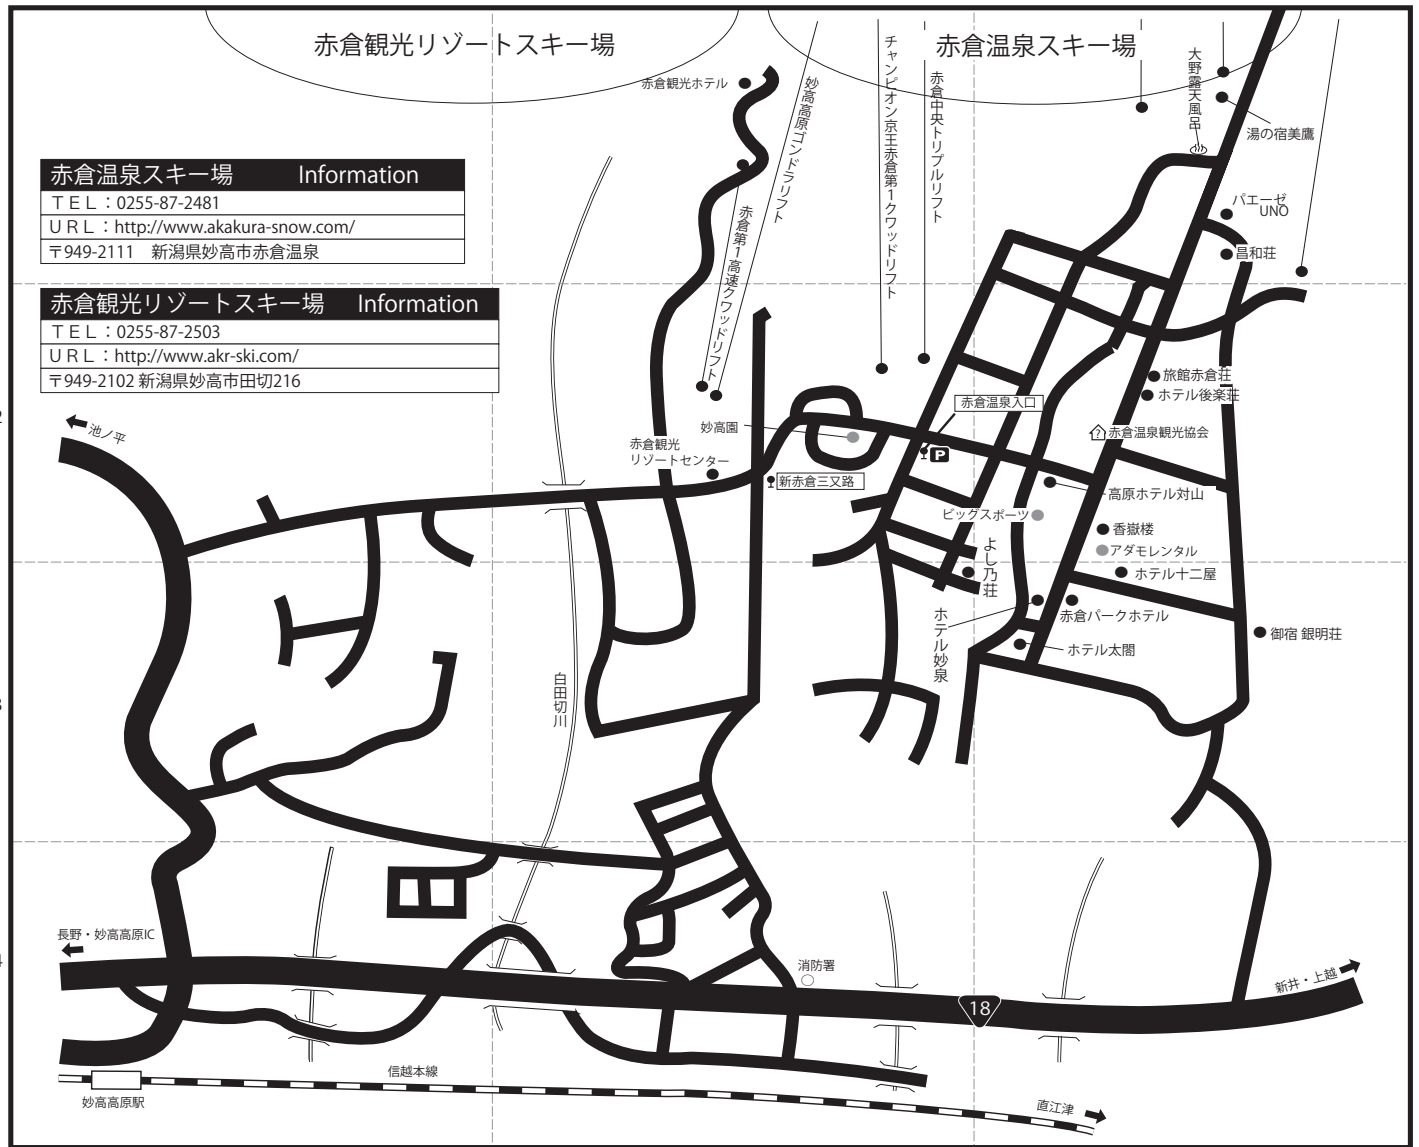 赤倉観光リゾートスキー場
赤倉温泉スキー場
赤倉観光ホテル
妙高高原ゴンドラリフト
赤倉第1高速クワッドリフト
チャンピオン京王赤倉第1クワッドリフト
赤倉中央トリプルリフト
大野露天風呂
湯の宿美鷹
パエーゼ
UNO
昌和荘
赤倉温泉スキー場 Information
ＴＥＬ：0255-87-2481
ＵＲＬ：http://www.akakura-snow.com/
〒949-2111　新潟県妙高市赤倉温泉
赤倉観光リゾートスキー場 Information
ＴＥＬ：0255-87-2503
ＵＲＬ：http://www.akr-ski.com/
〒949-2102 新潟県妙高市田切216
旅館赤倉荘
ホテル後楽荘
赤倉温泉入口
赤倉温泉観光協会
?
P
池ノ平
妙高園
赤倉観光
リゾートセンター
新赤倉三又路
高原ホテル対山
ビッグスポーツ
香嶽楼
アダモレンタル
ホテル十二屋
よし乃荘
赤倉パークホテル
ホテル妙泉
ホテル太閤
御宿 銀明荘
白田切川
長野・妙高高原IC
消防署
18
新井・上越
信越本線
妙高高原駅
直江津